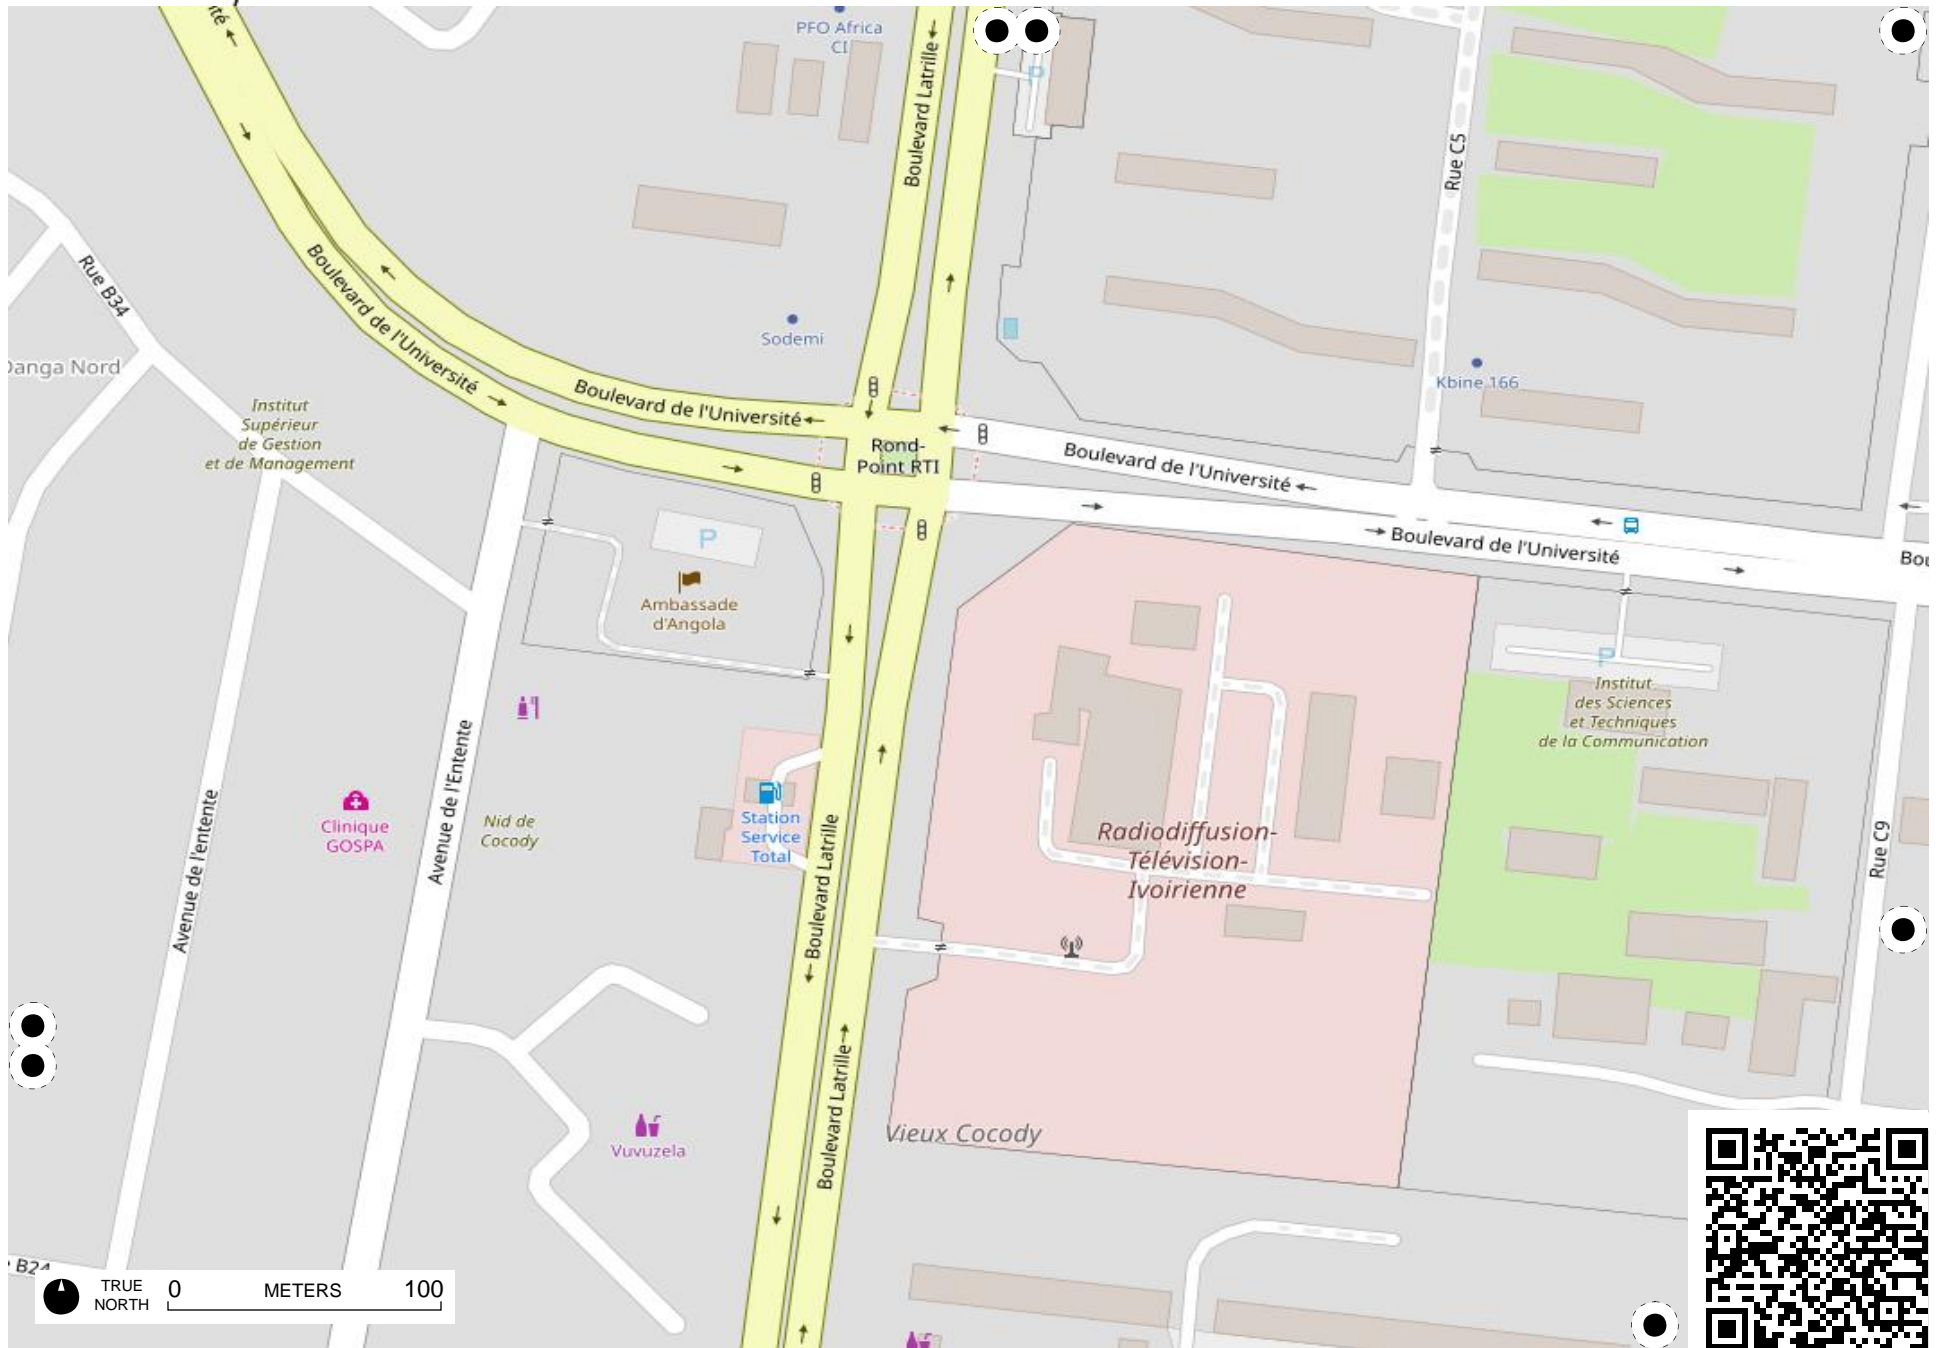 ité
PFO Africa
CI
P
Boulevard Latrille
Rue C5
Rue B34
Boulevard de l'Université
Sodemi
Danga Nord
Kbine 166
Institut
Supérieur
de Gestion
et de Management
Boulevard de l'Université
Rond-
Point RTI
Boulevard de l'Université
Boulevard de l'Université
Bou
P
Ambassade
d'Angola
P
Institut
des Sciences
et Techniques
de la Communication
Avenue de l'entente
Avenue de l'Entente
Clinique
GOSPA
Nid de
Cocody
Station
Service
Total
Boulevard Latrille
Radiodiffusion-
Télévision-
Ivoirienne
Rue C9
Boulevard Latrille
Vuvuzela
Vieux Cocody
B24
TRUE
NORTH
0 METERS 100